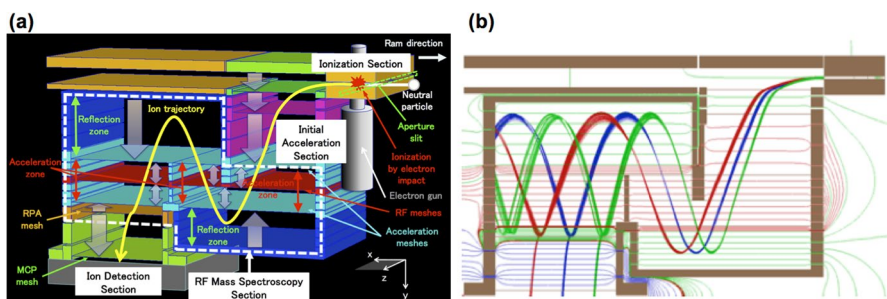 (a)
(b)
Ionization Section
Ram direction
Neutral
particle
Ion trajectory
Reflection
zone
Initial
Acceleration
Section
Aperture
slit
Acceleration
zone
Ionization by
electron
impact
Acceleration
zone
Electron gun
RPA
mesh
RF meshes
Reflection
zone
Acceleration
meshes
MCP
mesh
Ion Detection
Section
RF Mass Spectroscopy
Section
x
z
y